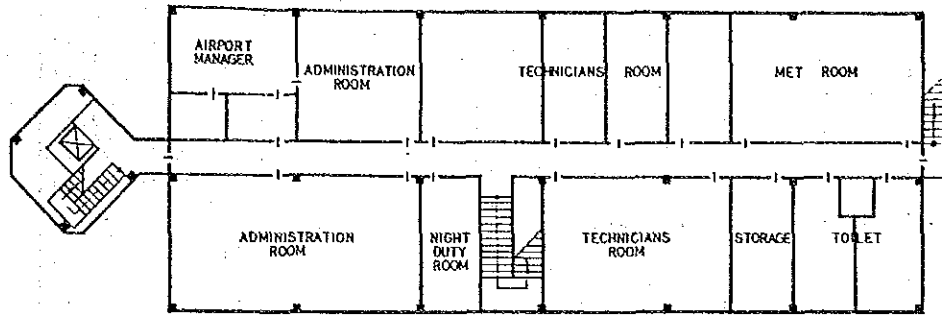 AIRPORT
MANAGER
ADMINISTRATION
ROOM
TECHNICIANS ROOM
MET ROOM
ADMINISTRATION
ROOM
NIGHT
DUTY
ROOM
TECHNICIANS
ROOM
STORAGE
TOILET